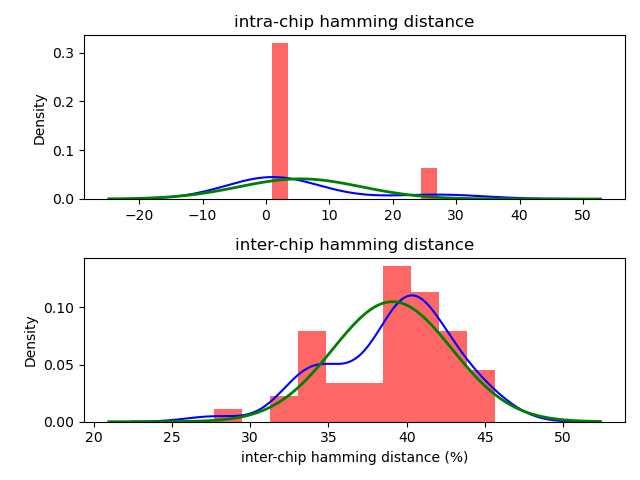 intra-chip hamming distance
0.3
0.2
0.1
0.0
Density
−20 −10 0 10 20 30 40 50
inter-chip hamming distance
0.10
0.05
0.00
Density
20 25 30 35 40 45 50
inter-chip hamming distance (%)